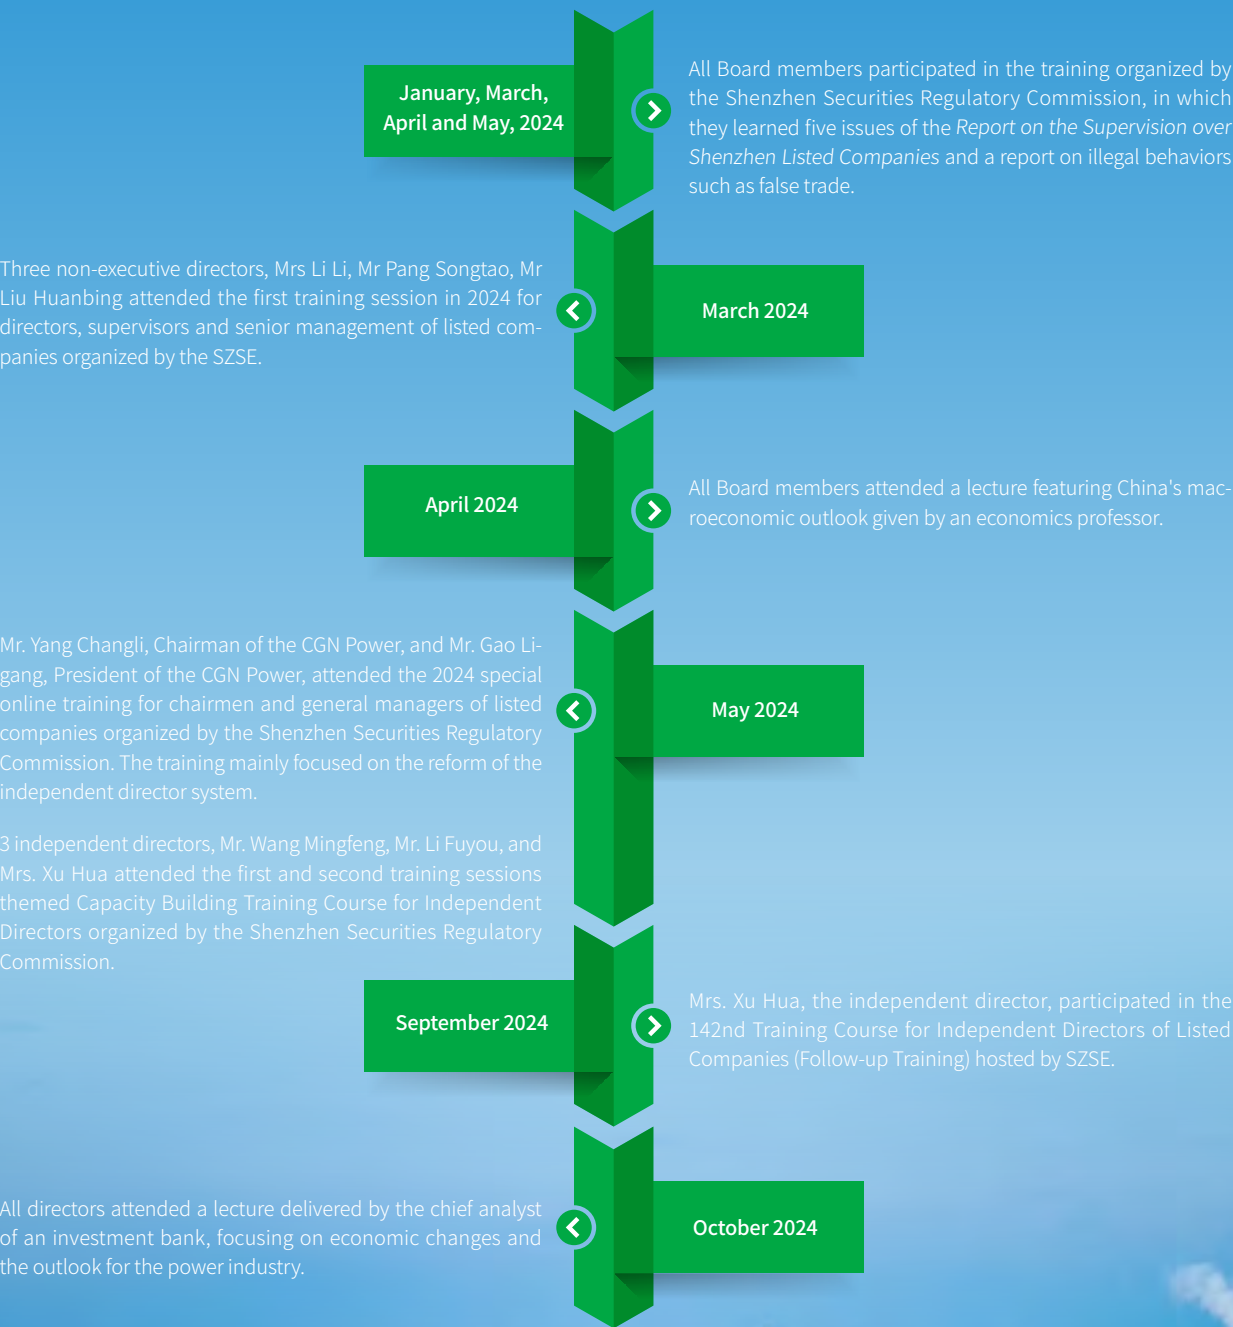 January, March,
April and May, 2024
All Board members participated in the training organized by
the Shenzhen Securities Regulatory Commission, in which
they learned five issues of the Report on the Supervision over
Shenzhen Listed Companies and a report on illegal behaviors
such as false trade.
March 2024
Three non-executive directors, Mrs Li Li, Mr Pang Songtao, Mr
Liu Huanbing attended the first training session in 2024 for
directors, supervisors and senior management of listed com-
panies organized by the SZSE.
April 2024
All Board members attended a lecture featuring China's mac-
roeconomic outlook given by an economics professor.
May 2024
Mr. Yang Changli, Chairman of the CGN Power, and Mr. Gao Li-
gang, President of the CGN Power, attended the 2024 special
online training for chairmen and general managers of listed
companies organized by the Shenzhen Securities Regulatory
Commission. The training mainly focused on the reform of the
independent director system.
3 independent directors, Mr. Wang Mingfeng, Mr. Li Fuyou, and
Mrs. Xu Hua attended the first and second training sessions
themed Capacity Building Training Course for Independent
Directors organized by the Shenzhen Securities Regulatory
Commission.
September 2024
Mrs. Xu Hua, the independent director, participated in the
142nd Training Course for Independent Directors of Listed
Companies (Follow-up Training) hosted by SZSE.
October 2024
All directors attended a lecture delivered by the chief analyst
of an investment bank, focusing on economic changes and
the outlook for the power industry.